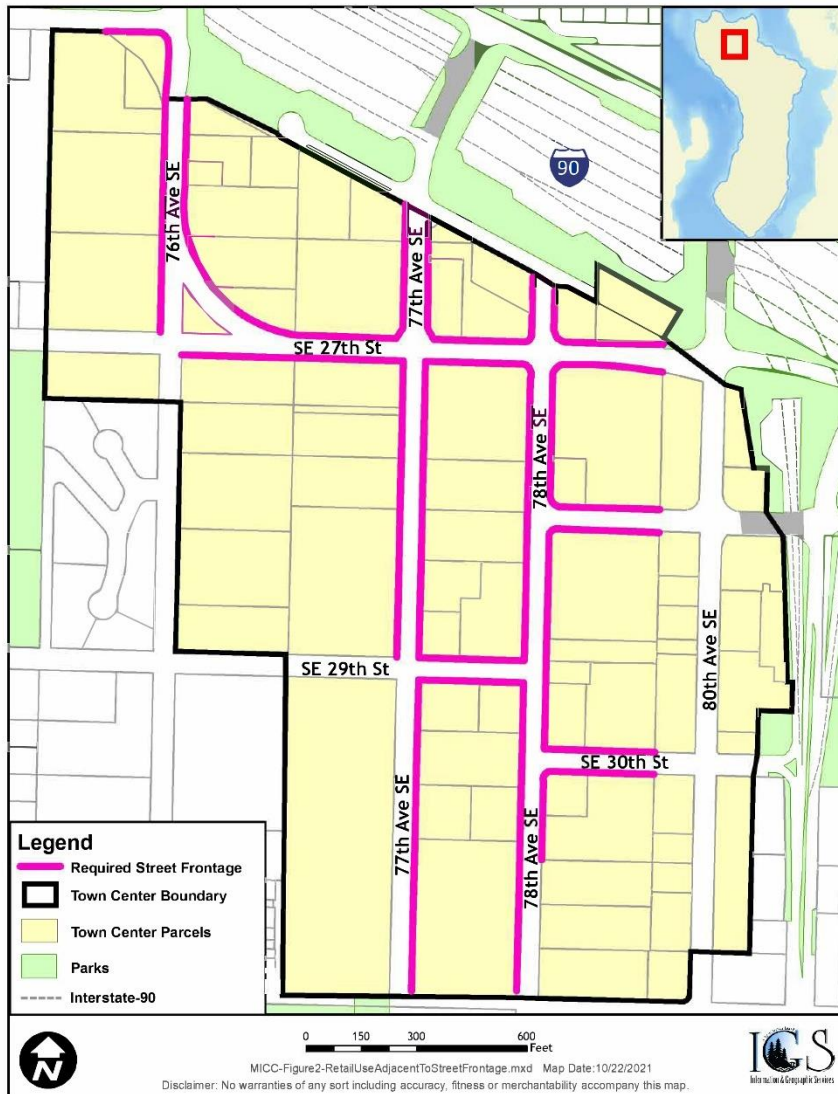 90
76th Ave SE
77th Ave SE
SE 27th St
78th Ave SE
SE 29th St
80th Ave SE
SE 30th St
77th Ave SE
78th Ave SE
Legend
Required Street Frontage
Town Center Boundary
Town Center Parcels
Parks
Interstate-90
N
0 150 300 600
Feet
MICC-Figure2-RetailUseAdjacentToStreetFrontage.mxd Map Date:10/22/2021
Disclaimer: No warranties of any sort including accuracy, fitness or merchantability accompany this map.
IGS
Information & Geographic Services